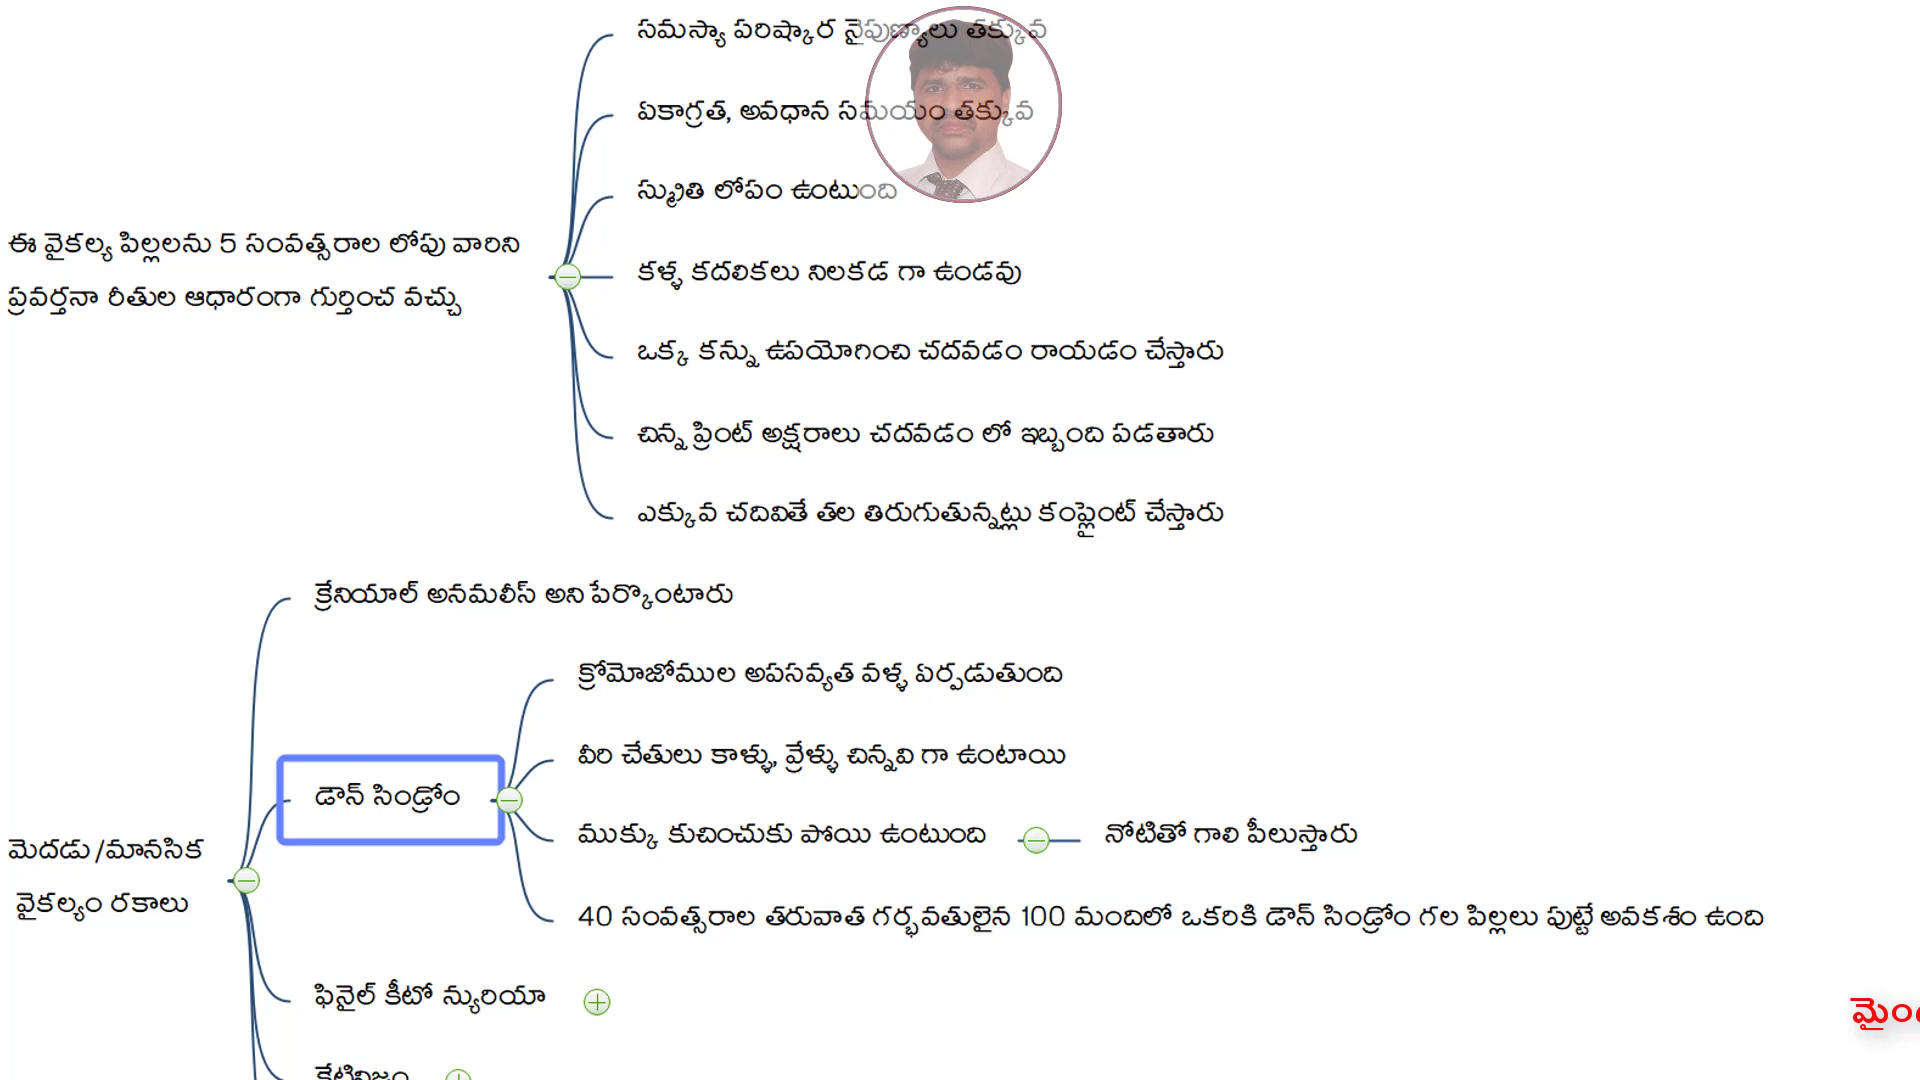 సమస్యా పరిష్కార నైపుణ్యాలు తక్కువ
ఏకాగ్రత, అవధాన సమయం తక్కువ
స్మృతి లోపం ఉంటుంది
ఈ వైకల్య పిల్లలను 5 సంవత్సరాల లోపు వారిని
ప్రవర్తనా రీతుల ఆధారంగా గుర్తించ వచ్చు
కళ్ళ కదలికలు నిలకడ గా ఉండవు
ఒక్క కన్ను ఉపయోగించి చదవడం రాయడం చేస్తారు
చిన్న ప్రింట్ అక్షరాలు చదవడం లో ఇబ్బంది పడతారు
ఎక్కువ చదివితే తల తిరుగుతున్నట్లు కంప్లైంట్ చేస్తారు
క్రేనియాల్ అనమలీస్ అని పేర్కొంటారు
క్రోమోజోముల అపసవ్యత వళ్ళ ఏర్పడుతుంది
వీరి చేతులు కాళ్ళు, వ్రేళ్ళు చిన్నవి గా ఉంటాయి
డౌన్ సిండ్రోం
ముక్కు కుచించుకు పోయి ఉంటుంది
నోటితో గాలి పీలుస్తారు
మెదడు /మానసిక
వైకల్యం రకాలు
40 సంవత్సరాల తరువాత గర్భవతులైన 100 మందిలో ఒకరికి డౌన్ సిండ్రోం గల పిల్లలు పుట్టే అవకశం ఉంది
ఫినైల్ కీటో న్యురియా